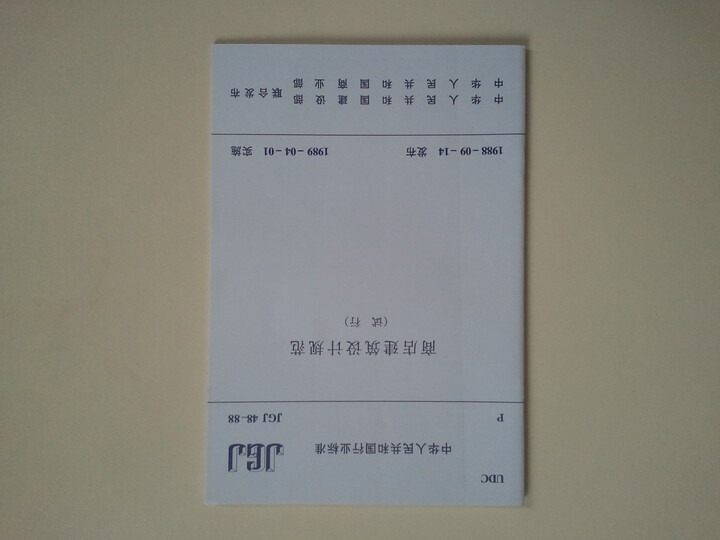 UDC
中华人民共和国行业标准 JGJ
P JGJ 48-88
商店建筑设计规范
(试 行)
1988-09-14 发布 1989-04-01 实施
中华人民共和国建设部
中华人民共和国商业部 联合发布